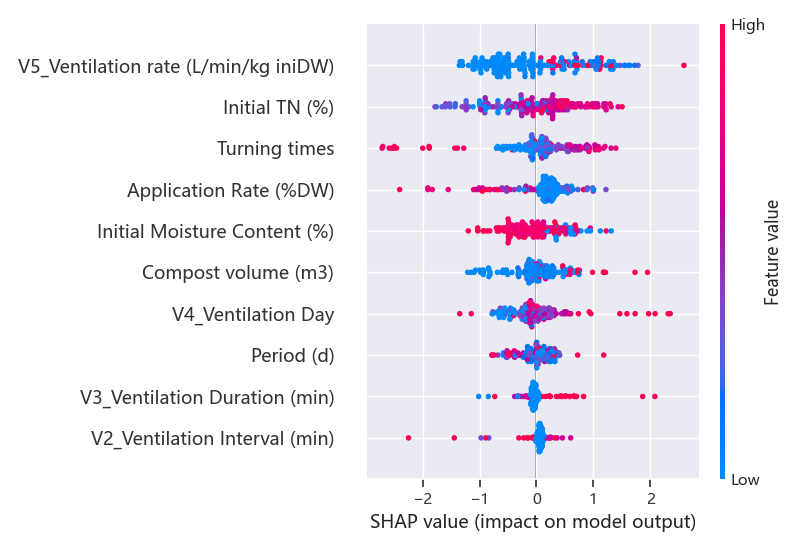 High
V5_Ventilation rate (L/min/kg iniDW)
Initial TN (%)
Turning times
Application Rate (%DW)
Initial Moisture Content (%)
Compost volume (m3)
V4_Ventilation Day
Period (d)
V3_Ventilation Duration (min)
V2_Ventilation Interval (min)
Feature value
Low
−2 −1 0 1 2
SHAP value (impact on model output)